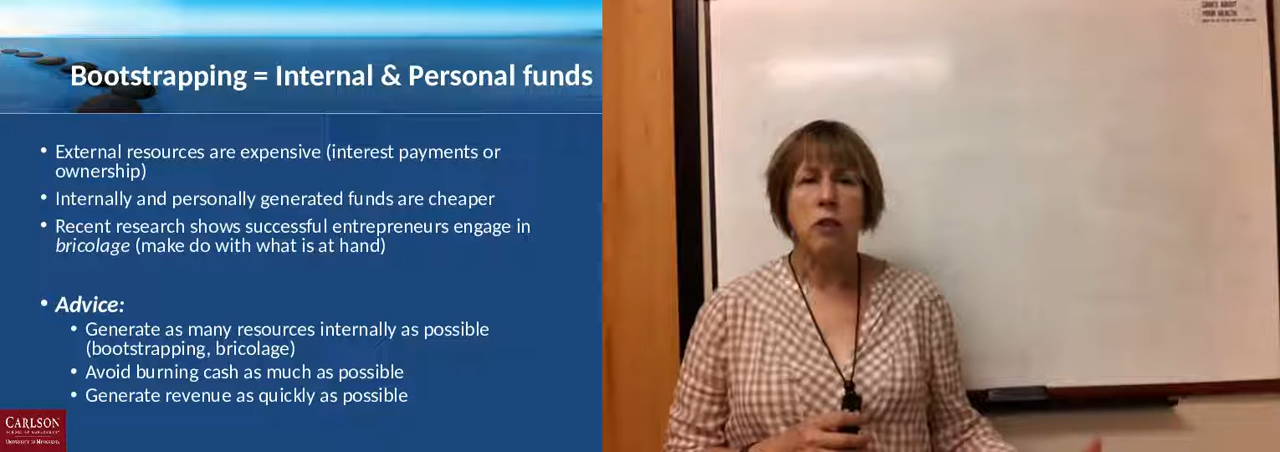 Bootstrapping = Internal & Personal funds
• External resources are expensive (interest payments or
ownership)
• Internally and personally generated funds are cheaper
• Recent research shows successful entrepreneurs engage in
bricolage (make do with what is at hand)
• Advice:
• Generate as many resources internally as possible
(bootstrapping, bricolage)
• Avoid burning cash as much as possible
• Generate revenue as quickly as possible
CARLSON
YOUR HEALTH.